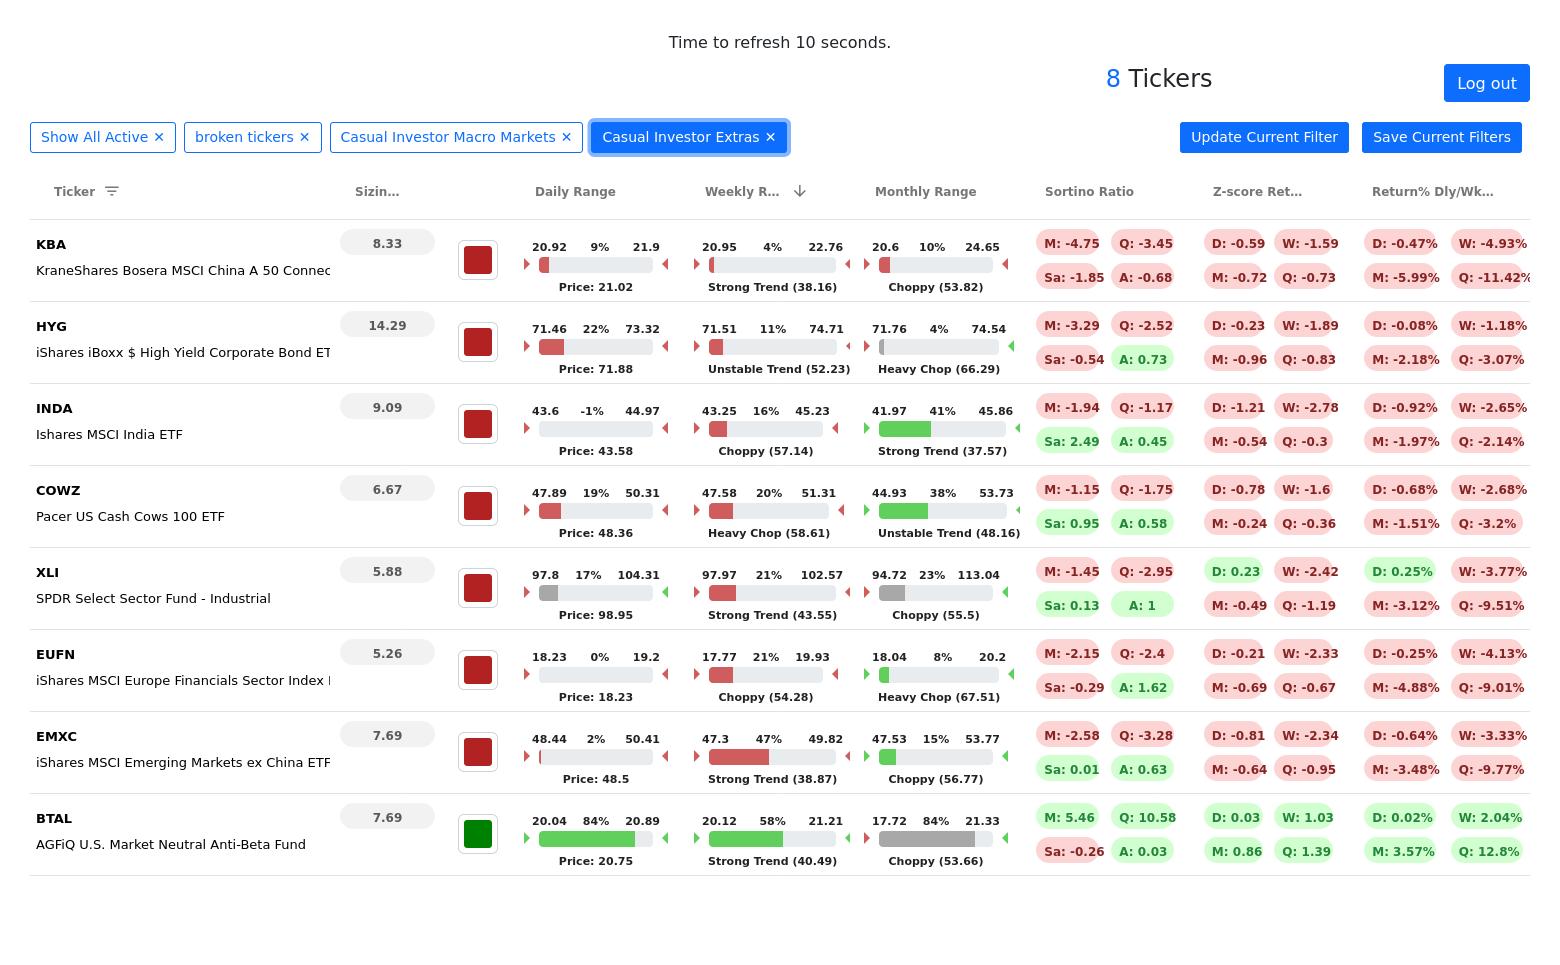 Time to refresh 10 seconds.
8 Tickers
Log out
Show All Active ✕ broken tickers ✕ Casual Investor Macro Markets ✕ Casual Investor Extras ✕ Update Current Filter Save Current Filters
Ticker Sizin... Daily Range Weekly R... Monthly Range Sortino Ratio Z-score Ret... Return% Dly/Wk...
KBA 8.33 20.92 9% 21.9 20.95 4% 22.76 20.6 10% 24.65 M: -4.75 Q: -3.45 D: -0.59 W: -1.59 D: -0.47% W: -4.93%
KraneShares Bosera MSCI China A 50 Connec Price: 21.02 Strong Trend (38.16) Choppy (53.82) Sa: -1.85 A: -0.68 M: -0.72 Q: -0.73 M: -5.99% Q: -11.42%
HYG 14.29 71.46 22% 73.32 71.51 11% 74.71 71.76 4% 74.54 M: -3.29 Q: -2.52 D: -0.23 W: -1.89 D: -0.08% W: -1.18%
iShares iBoxx $ High Yield Corporate Bond ET Price: 71.88 Unstable Trend (52.23) Heavy Chop (66.29) Sa: -0.54 A: 0.73 M: -0.96 Q: -0.83 M: -2.18% Q: -3.07%
INDA 9.09 43.6 -1% 44.97 43.25 16% 45.23 41.97 41% 45.86 M: -1.94 Q: -1.17 D: -1.21 W: -2.78 D: -0.92% W: -2.65%
Ishares MSCI India ETF Price: 43.58 Choppy (57.14) Strong Trend (37.57) Sa: 2.49 A: 0.45 M: -0.54 Q: -0.3 M: -1.97% Q: -2.14%
COWZ 6.67 47.89 19% 50.31 47.58 20% 51.31 44.93 38% 53.73 M: -1.15 Q: -1.75 D: -0.78 W: -1.6 D: -0.68% W: -2.68%
Pacer US Cash Cows 100 ETF Price: 48.36 Heavy Chop (58.61) Unstable Trend (48.16) Sa: 0.95 A: 0.58 M: -0.24 Q: -0.36 M: -1.51% Q: -3.2%
XLI 5.88 97.8 17% 104.31 97.97 21% 102.57 94.72 23% 113.04 M: -1.45 Q: -2.95 D: 0.23 W: -2.42 D: 0.25% W: -3.77%
SPDR Select Sector Fund - Industrial Price: 98.95 Strong Trend (43.55) Choppy (55.5) Sa: 0.13 A: 1 M: -0.49 Q: -1.19 M: -3.12% Q: -9.51%
EUFN 5.26 18.23 0% 19.2 17.77 21% 19.93 18.04 8% 20.2 M: -2.15 Q: -2.4 D: -0.21 W: -2.33 D: -0.25% W: -4.13%
iShares MSCI Europe Financials Sector Index Price: 18.23 Choppy (54.28) Heavy Chop (67.51) Sa: -0.29 A: 1.62 M: -0.69 Q: -0.67 M: -4.88% Q: -9.01%
EMXC 7.69 48.44 2% 50.41 47.3 47% 49.82 47.53 15% 53.77 M: -2.58 Q: -3.28 D: -0.81 W: -2.34 D: -0.64% W: -3.33%
iShares MSCI Emerging Markets ex China ETF Price: 48.5 Strong Trend (38.87) Choppy (56.77) Sa: 0.01 A: 0.63 M: -0.64 Q: -0.95 M: -3.48% Q: -9.77%
BTAL 7.69 20.04 84% 20.89 20.12 58% 21.21 17.72 84% 21.33 M: 5.46 Q: 10.58 D: 0.03 W: 1.03 D: 0.02% W: 2.04%
AGFiQ U.S. Market Neutral Anti-Beta Fund Price: 20.75 Strong Trend (40.49) Choppy (53.66) Sa: -0.26 A: 0.03 M: 0.86 Q: 1.39 M: 3.57% Q: 12.8%